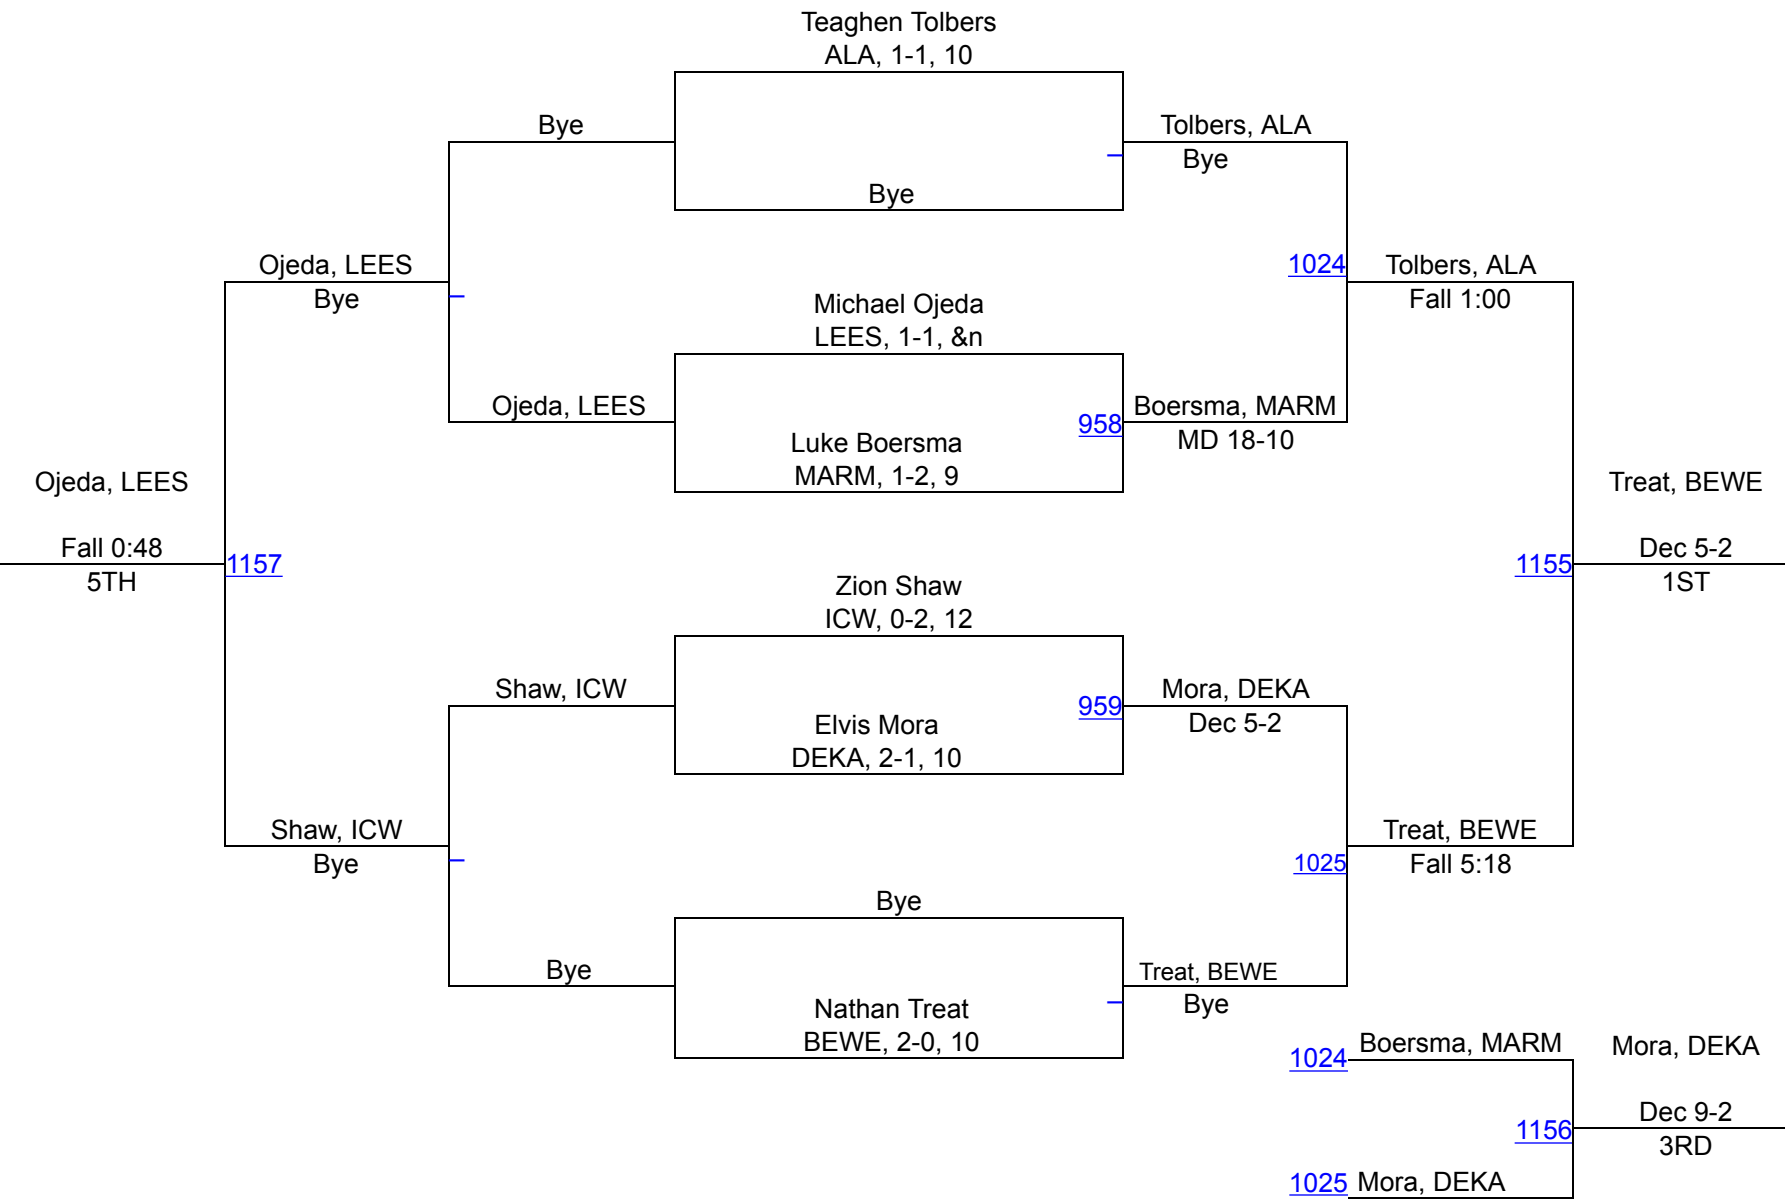 Teaghen Tolbers
ALA, 1-1, 10
Bye
Tolbers, ALA
Bye
Bye
Ojeda, LEES
Bye
1024
Tolbers, ALA
Fall 1:00
Michael Ojeda
LEES, 1-1, &n
Ojeda, LEES
958
Boersma, MARM
MD 18-10
Luke Boersma
MARM, 1-2, 9
Ojeda, LEES
Fall 0:48
5TH
1157
Treat, BEWE
Dec 5-2
1ST
1155
Zion Shaw
ICW, 0-2, 12
Shaw, ICW
959
Mora, DEKA
Dec 5-2
Elvis Mora
DEKA, 2-1, 10
Shaw, ICW
Bye
1025
Treat, BEWE
Fall 5:18
Bye
Bye
Treat, BEWE
Bye
Nathan Treat
BEWE, 2-0, 10
1024
Boersma, MARM
Mora, DEKA
Dec 9-2
3RD
1156
1025
Mora, DEKA